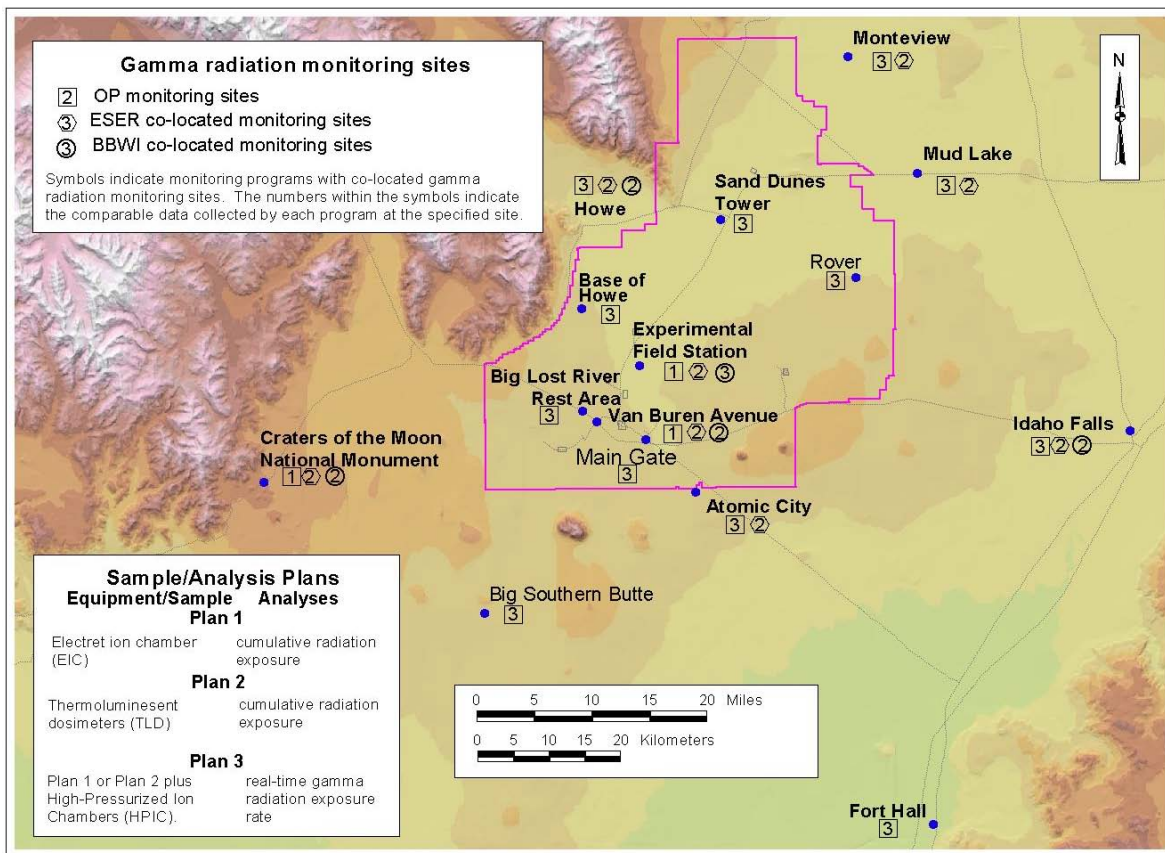 Gamma radiation monitoring sites
2 OP monitoring sites
3 ESER co-located monitoring sites
3 BBWI co-located monitoring sites
Symbols indicate monitoring programs with co-located gamma
radiation monitoring sites. The numbers within the symbols indicate
the comparable data collected by each program at the specified site.
N
Monteview
3 2
Mud Lake
3 2
3 2 2
Howe
Sand Dunes
Tower
3
Rover
3
Base of
Howe
3
Experimental
Field Station
1 2 3
Big Lost River
Rest Area
3
Van Buren Avenue
1 2 2
Main Gate
3
Idaho Falls
3 2 2
Craters of the Moon
National Monument
1 2 2
Atomic City
3 2
Big Southern Butte
3
Fort Hall
3
Sample/Analysis Plans
Equipment/Sample Analyses
Plan 1
Electret ion chamber cumulative radiation
(EIC) exposure
Plan 2
Thermoluminesent cumulative radiation
dosimeters (TLD) exposure
Plan 3
Plan 1 or Plan 2 plus real-time gamma
High-Pressurized Ion radiation exposure
Chambers (HPIC). rate
0 5 10 15 20 Miles
0 5 10 15 20 Kilometers